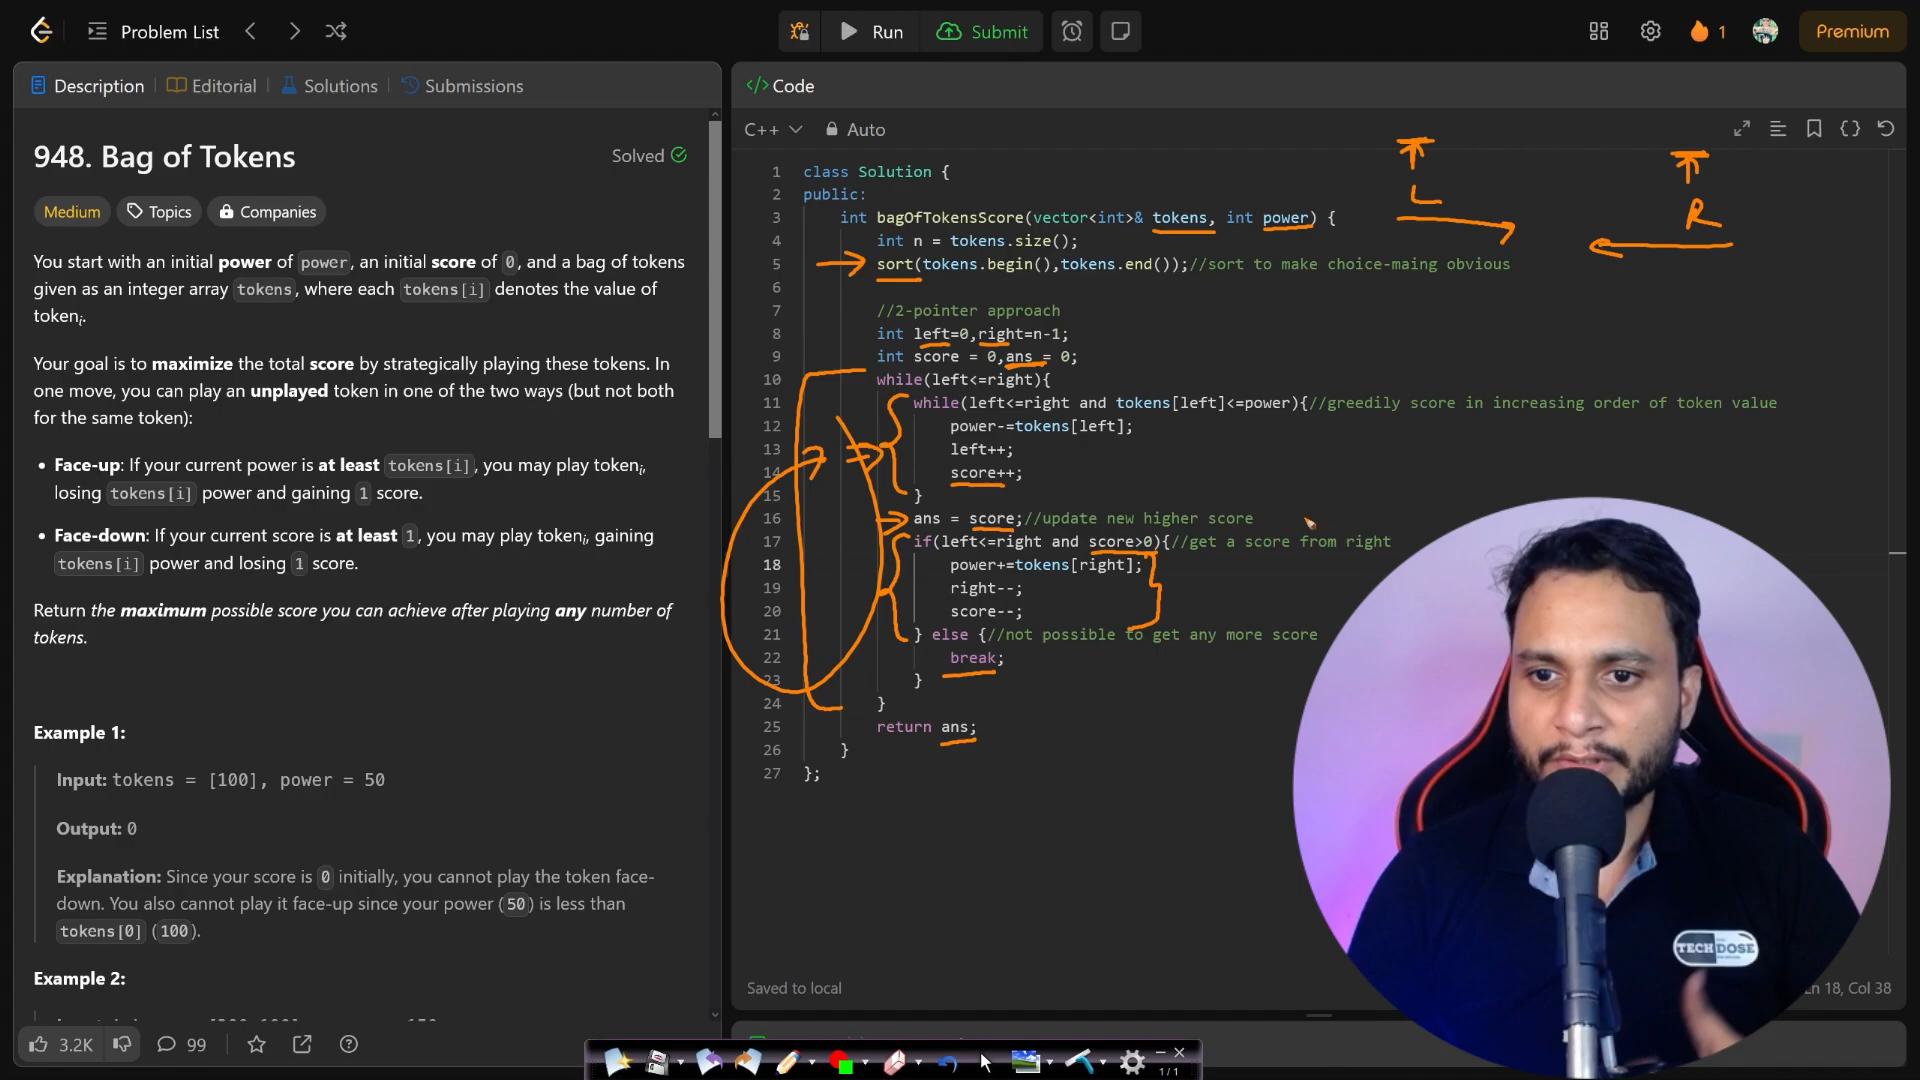 Problem List
Run
Submit
1
Premium
Description
Editorial
Solutions
Submissions
948. Bag of Tokens
Solved
Medium
Topics
Companies
You start with an initial power of power, an initial score of 0, and a bag of tokens
given as an integer array tokens, where each tokens[i] denotes the value of
tokeni.
Your goal is to maximize the total score by strategically playing these tokens. In
one move, you can play an unplayed token in one of the two ways (but not both
for the same token):
• Face-up: If your current power is at least tokens[i], you may play tokeni,
losing tokens[i] power and gaining 1 score.
• Face-down: If your current score is at least 1, you may play tokeni, gaining
tokens[i] power and losing 1 score.
Return the maximum possible score you can achieve after playing any number of
tokens.
Example 1:
Input: tokens = [100], power = 50
Output: 0
Explanation: Since your score is 0 initially, you cannot play the token face-
down. You also cannot play it face-up since your power (50) is less than
tokens[0] (100).
Example 2:
3.2K
99
</> Code
C++
Auto
L
R
1 class Solution {
2 public:
3 int bagOfTokensScore(vector<int>& tokens, int power) {
4 int n = tokens.size();
5 sort(tokens.begin(),tokens.end());//sort to make choice-maing obvious
6
7 //2-pointer approach
8 int left=0,right=n-1;
9 int score = 0,ans = 0;
10 while(left<=right){
11 while(left<=right and tokens[left]<=power){//greedily score in increasing order of token value
12 power-=tokens[left];
13 left++;
14 score++;
15 }
16 ans = score;//update new higher score
17 if(left<=right and score>0){//get a score from right
18 power+=tokens[right];
19 right--;
20 score--;
21 } else {//not possible to get any more score
22 break;
23 }
24 }
25 return ans;
26 }
27 };
TECH DOSE
Saved to local
Ln 18, Col 38
1/1